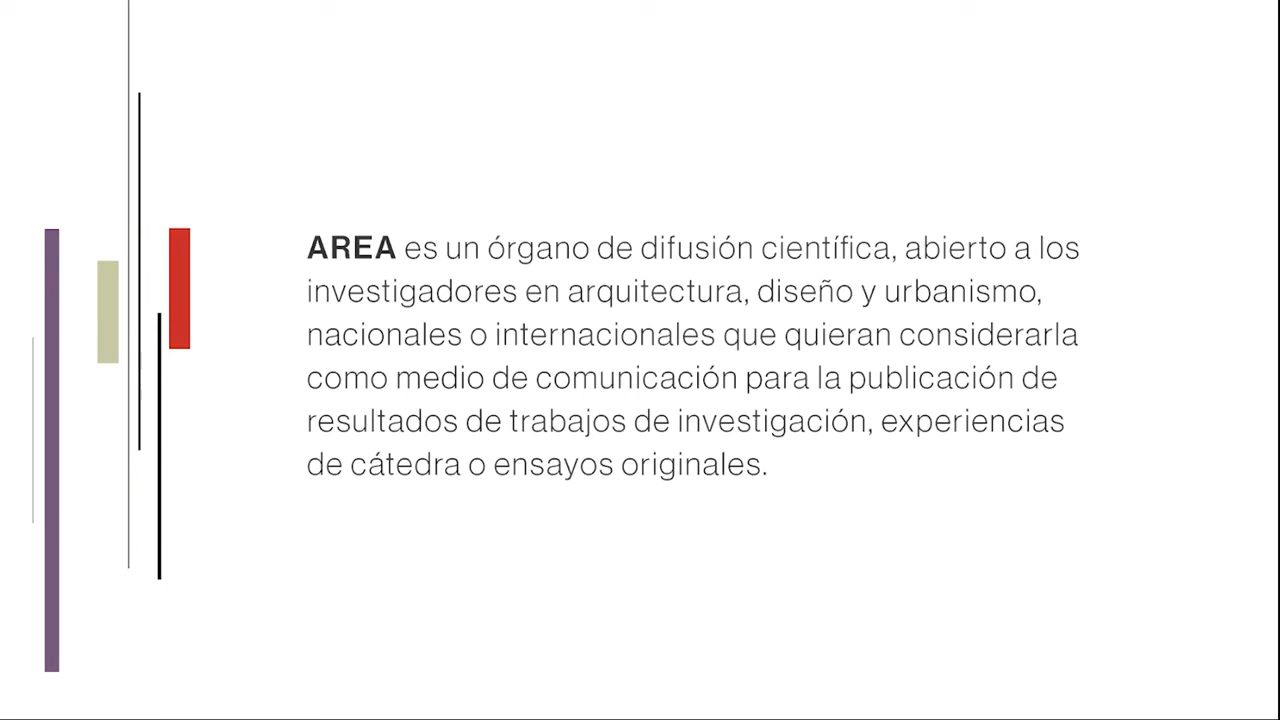 AREA es un órgano de difusión científica, abierto a los
investigadores en arquitectura, diseño y urbanismo,
nacionales o internacionales que quieran considerarla
como medio de comunicación para la publicación de
resultados de trabajos de investigación, experiencias
de cátedra o ensayos originales.